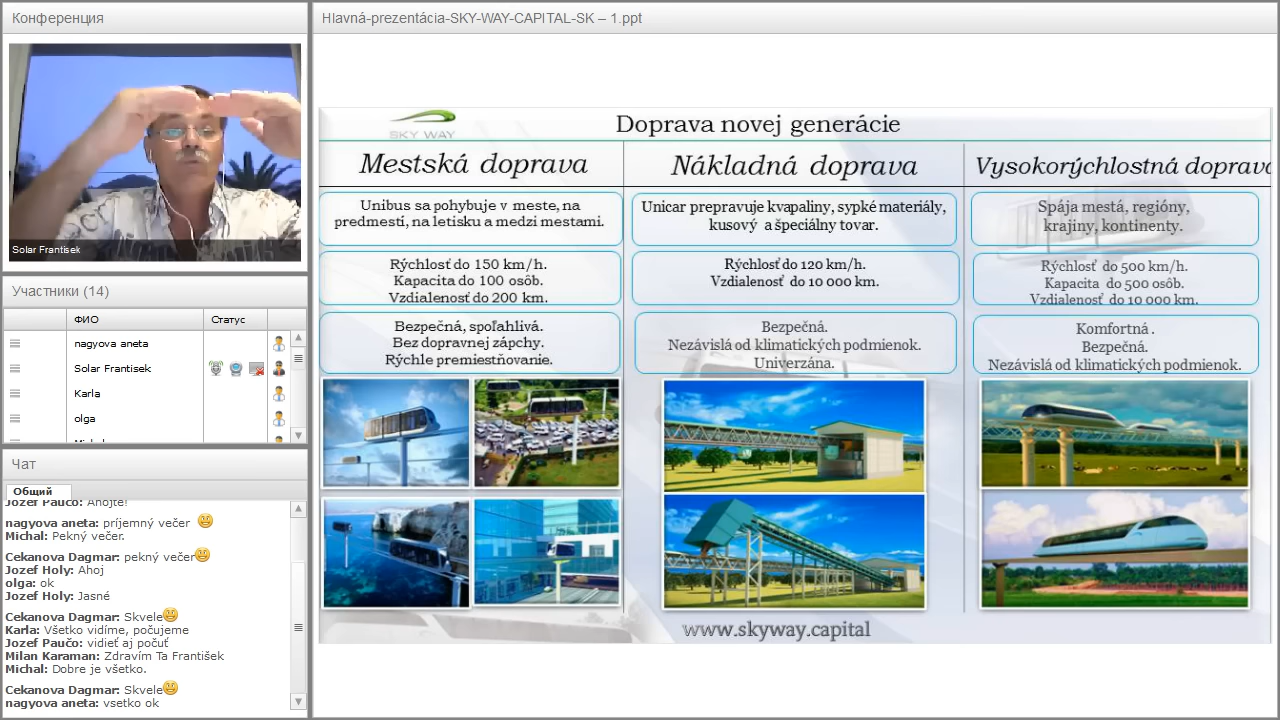 Конференция
Solar Frantisek
Участники (14)
ФИО
Статус
nagyova aneta
Solar Frantisek
Karla
olga
Чат
Общий
Jozef Paučo: Ahojte!
nagyova aneta: príjemný večer
Michal: Pekný večer.
Cekanova Dagmar: pekný večer
Jozef Holy: Ahoj
olga: ok
Jozef Holy: Jasné
Cekanova Dagmar: Skvele
Karla: Všetko vidíme, počujeme
Jozef Paučo: vidieť aj počuť
Milan Karaman: Zdravím Ta František
Michal: Dobre je všetko.
Cekanova Dagmar: Skvele
nagyova aneta: vsetko ok
Hlavná-prezentácia-SKY-WAY-CAPITAL-SK – 1.ppt
SKY WAY
Doprava novej generácie
Mestská doprava
Unibus sa pohybuje v meste, na
predmestí, na letisku a medzi mestami.
Rýchlosť do 150 km/h.
Kapacita do 100 osôb.
Vzdialenosť do 200 km.
Bezpečná, spoľahlivá.
Bez dopravnej zápchy.
Rýchle premiestňovanie.
Nákladná doprava
Unicar prepravuje kvapaliny, sypké materiály,
kusový a špeciálny tovar.
Rýchlosť do 120 km/h.
Vzdialenosť do 10 000 km.
Bezpečná.
Nezávislá od klimatických podmienok.
Univerzána.
Vysokorýchlostná doprava
Spája mestá, regióny,
krajiny, kontinenty.
Rýchlosť do 500 km/h.
Kapacita do 500 osôb.
Vzdialenosť do 10 000 km.
Komfortná .
Bezpečná.
Nezávislá od klimatických podmienok.
www.skyway.capital